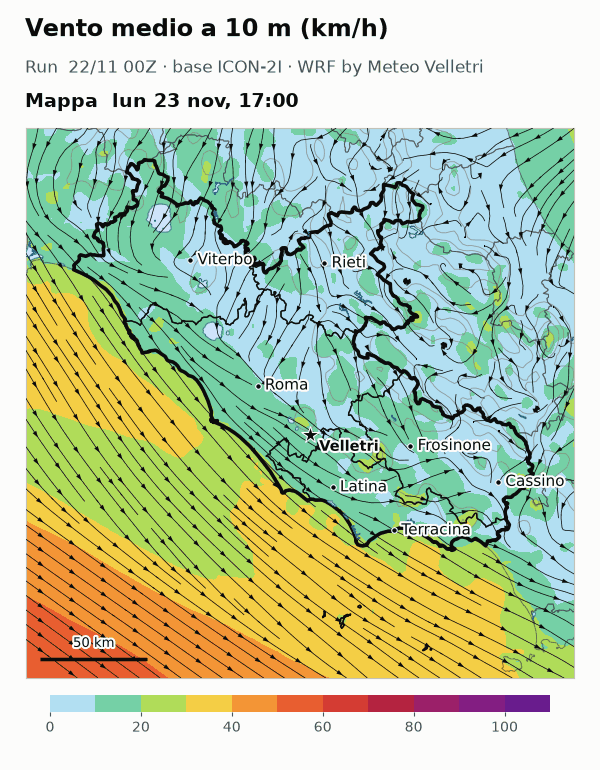 Vento medio a 10 m (km/h)
Run  22/11 00Z · base ICON-2I · WRF by Meteo Velletri
Mappa  lun 23 nov, 17:00
Viterbo
Rieti
Roma
Velletri
Frosinone
Cassino
Latina
Terracina
50 km
0 20 40 60 80 100